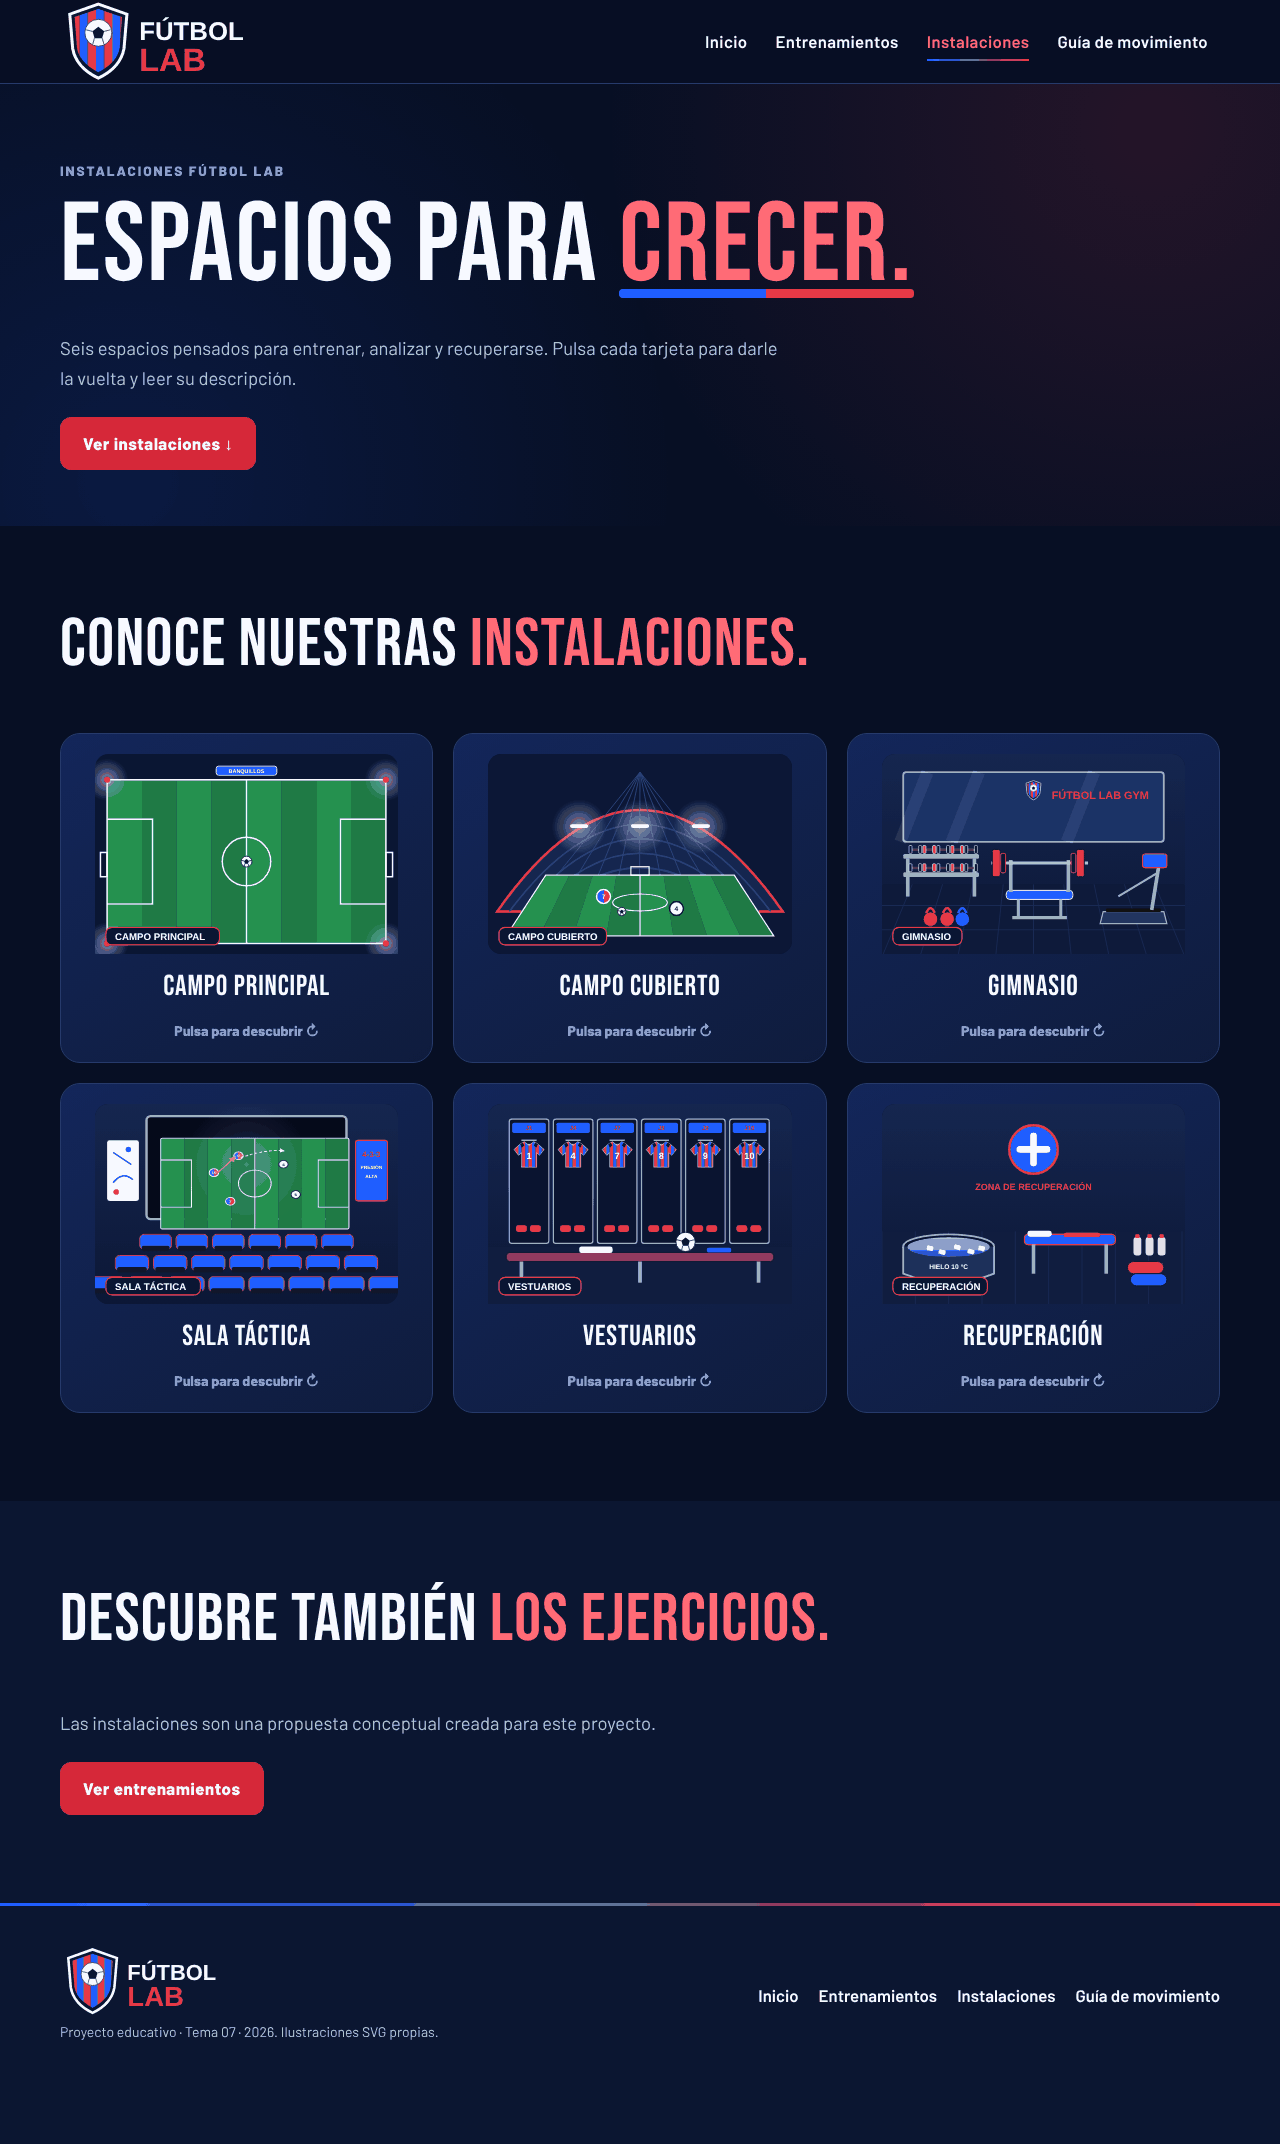 FÚTBOL
LAB
Inicio
Entrenamientos
Instalaciones
Guía de movimiento
INSTALACIONES FÚTBOL LAB
ESPACIOS PARA CRECER.
Seis espacios pensados para entrenar, analizar y recuperarse. Pulsa cada tarjeta para darle
la vuelta y leer su descripción.
Ver instalaciones ↓
CONOCE NUESTRAS INSTALACIONES.
BANQUILLOS
CAMPO PRINCIPAL
CAMPO PRINCIPAL
Pulsa para descubrir ↻
4
CAMPO CUBIERTO
CAMPO CUBIERTO
Pulsa para descubrir ↻
FÚTBOL LAB GYM
GIMNASIO
GIMNASIO
Pulsa para descubrir ↻
PRESIÓN
ALTA
SALA TÁCTICA
SALA TÁCTICA
Pulsa para descubrir ↻
1 4 7 8 9 10
VESTUARIOS
VESTUARIOS
Pulsa para descubrir ↻
ZONA DE RECUPERACIÓN
HIELO 10 °C
RECUPERACIÓN
RECUPERACIÓN
Pulsa para descubrir ↻
DESCUBRE TAMBIÉN LOS EJERCICIOS.
Las instalaciones son una propuesta conceptual creada para este proyecto.
Ver entrenamientos
FÚTBOL
LAB
Inicio
Entrenamientos
Instalaciones
Guía de movimiento
Proyecto educativo · Tema 07 · 2026. Ilustraciones SVG propias.